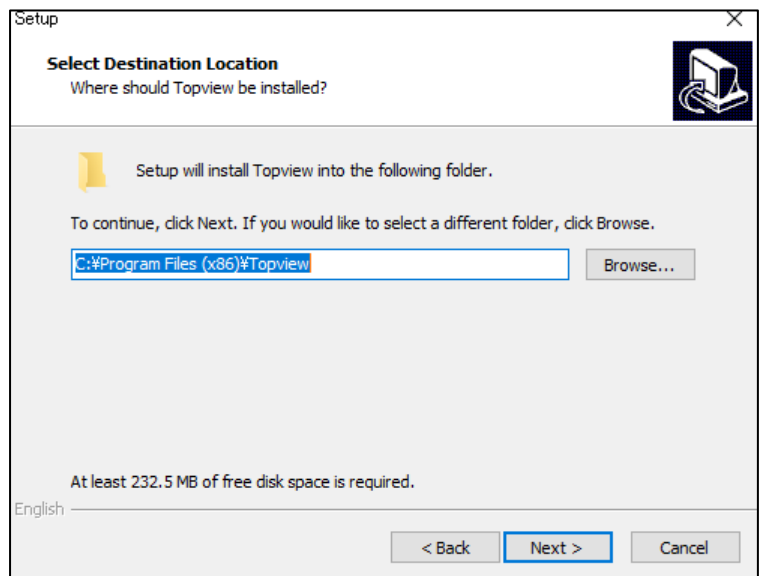 Setup
Select Destination Location
Where should Topview be installed?
Setup will install Topview into the following folder.
To continue, click Next. If you would like to select a different folder, click Browse.
C:¥Program Files (x86)¥Topview
Browse...
At least 232.5 MB of free disk space is required.
English
< Back
Next >
Cancel